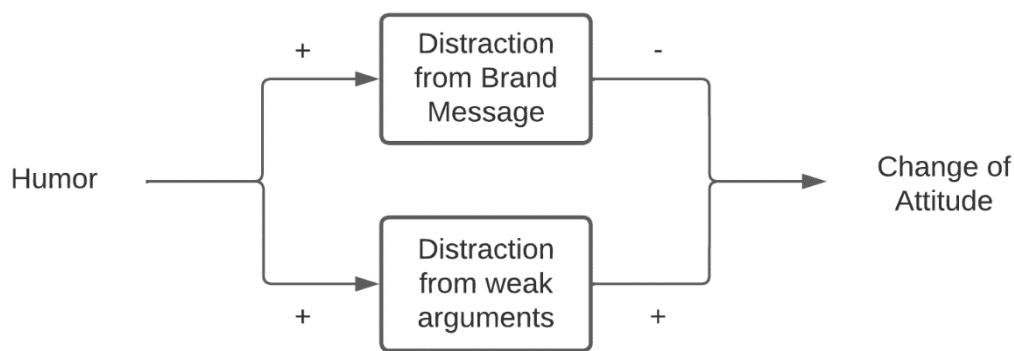 +
Distraction
from Brand
Message
-
Humor
Change of
Attitude
Distraction
from weak
arguments
+
+